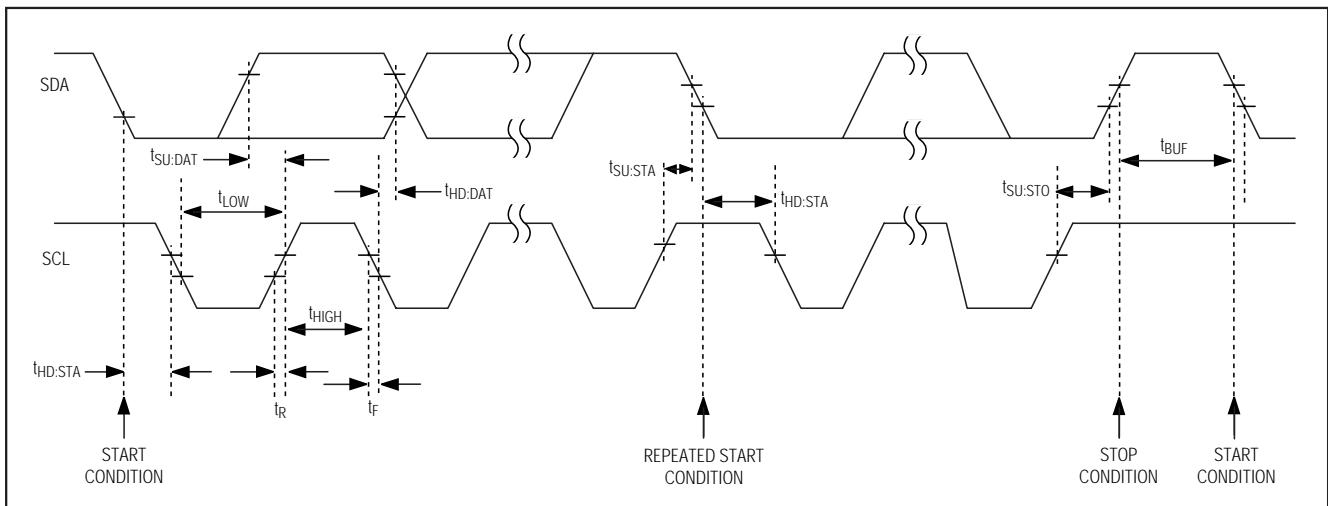 SDA
tSU:DAT
tLOW
tHD:DAT
tSU:STA
tHD:STA
tSU:STO
tBUF
SCL
tHIGH
tHD:STA
tR
tF
START
CONDITION
REPEATED START
CONDITION
STOP
CONDITION
START
CONDITION